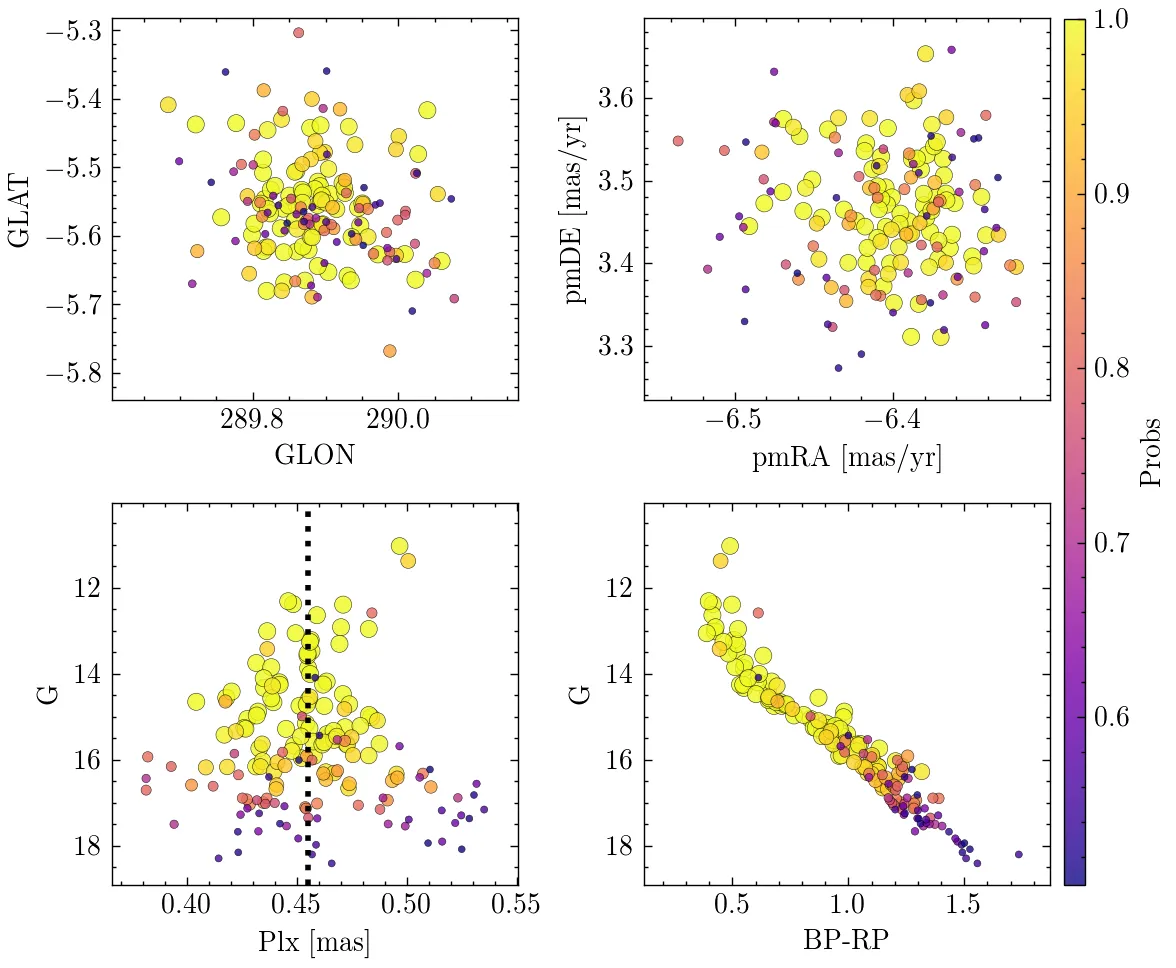 −5.3
−5.4
−5.5
−5.6
−5.7
−5.8
GLAT
289.8 290.0
GLON
3.6
3.5
3.4
3.3
pmDE [mas/yr]
−6.5 −6.4
pmRA [mas/yr]
12
14
16
18
G
0.40 0.45 0.50 0.55
Plx [mas]
12
14
16
18
G
0.5 1.0 1.5
BP-RP
1.0
0.9
0.8
0.7
0.6
Probs